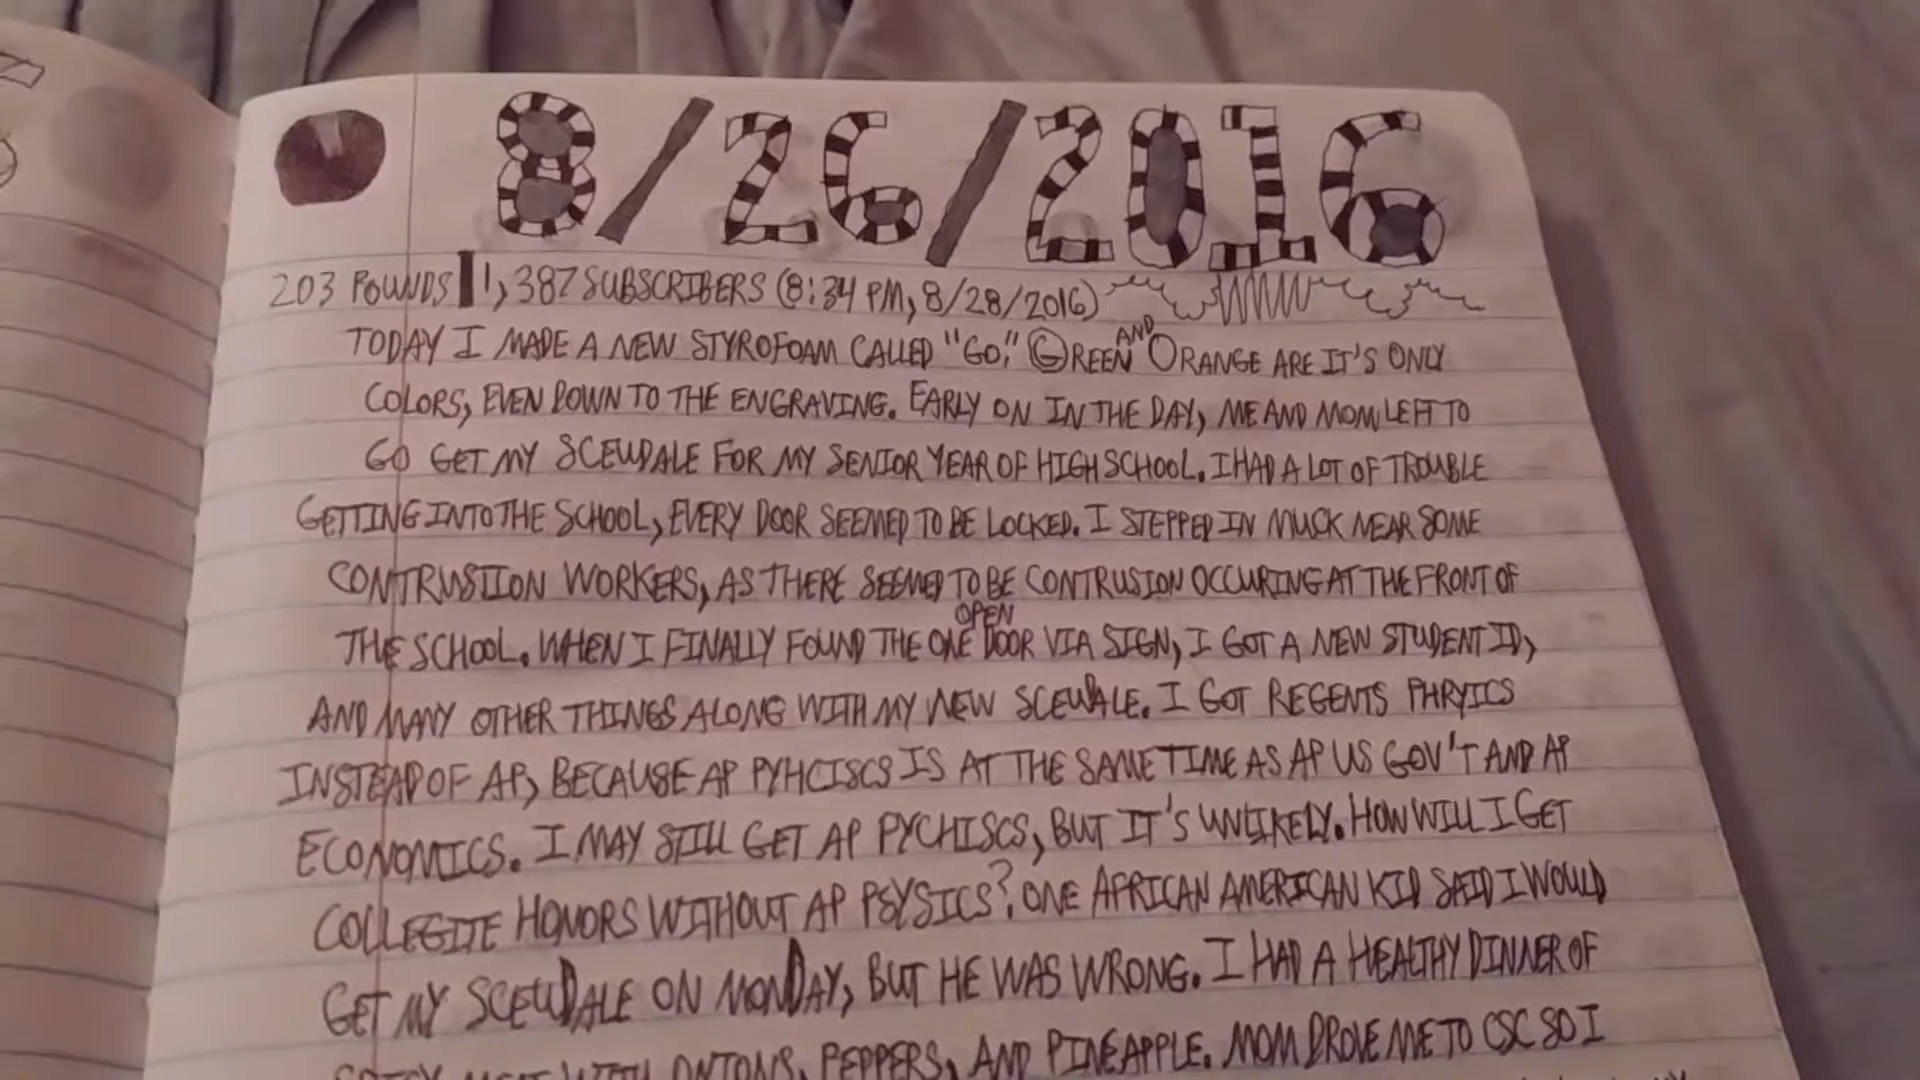 8/26/2016
203 POUNDS 1,387 SUBSCRIBERS (8:34 PM, 8/28/2016)
TODAY I MADE A NEW STYROFOAM CALLED "GO." GREEN AND ORANGE ARE IT'S ONLY
COLORS, EVEN DOWN TO THE ENGRAVING. EARLY ON IN THE DAY, ME AND MOM LEFT TO
GO GET MY SCEUDALE FOR MY SENIOR YEAR OF HIGH SCHOOL. I HAD A LOT OF TROUBLE
GETTING INTO THE SCHOOL, EVERY DOOR SEEMED TO BE LOCKED. I STEPPED IN MUCK NEAR SOME
CONTRUSTION WORKERS, AS THERE SEEMED TO BE CONTRUSION OCCURING AT THE FRONT OF
THE SCHOOL. WHEN I FINALLY FOUND THE ONE OPEN DOOR VIA SIGN, I GOT A NEW STUDENT ID,
AND MANY OTHER THINGS ALONG WITH MY NEW SCEUDALE. I GOT REGENTS PHRYICS
INSTEAD OF AP, BECAUSE AP PYHCISCS IS AT THE SAME TIME AS AP US GOV'T AND AP
ECONOMICS. I MAY STILL GET AP PYCHISCS, BUT IT'S UNLIKELY. HOW WILL I GET
COLLEGITE HONORS WITHOUT AP PSYSICS? ONE AFRICAN AMERICAN KID SAID I WOULD
GET MY SCEUDALE ON MONDAY, BUT HE WAS WRONG. I HAD A HEALTHY DINNER OF
MEAT WITH ONIONS, PEPPERS, AND PINEAPPLE. MOM DROVE ME TO CSC SO I